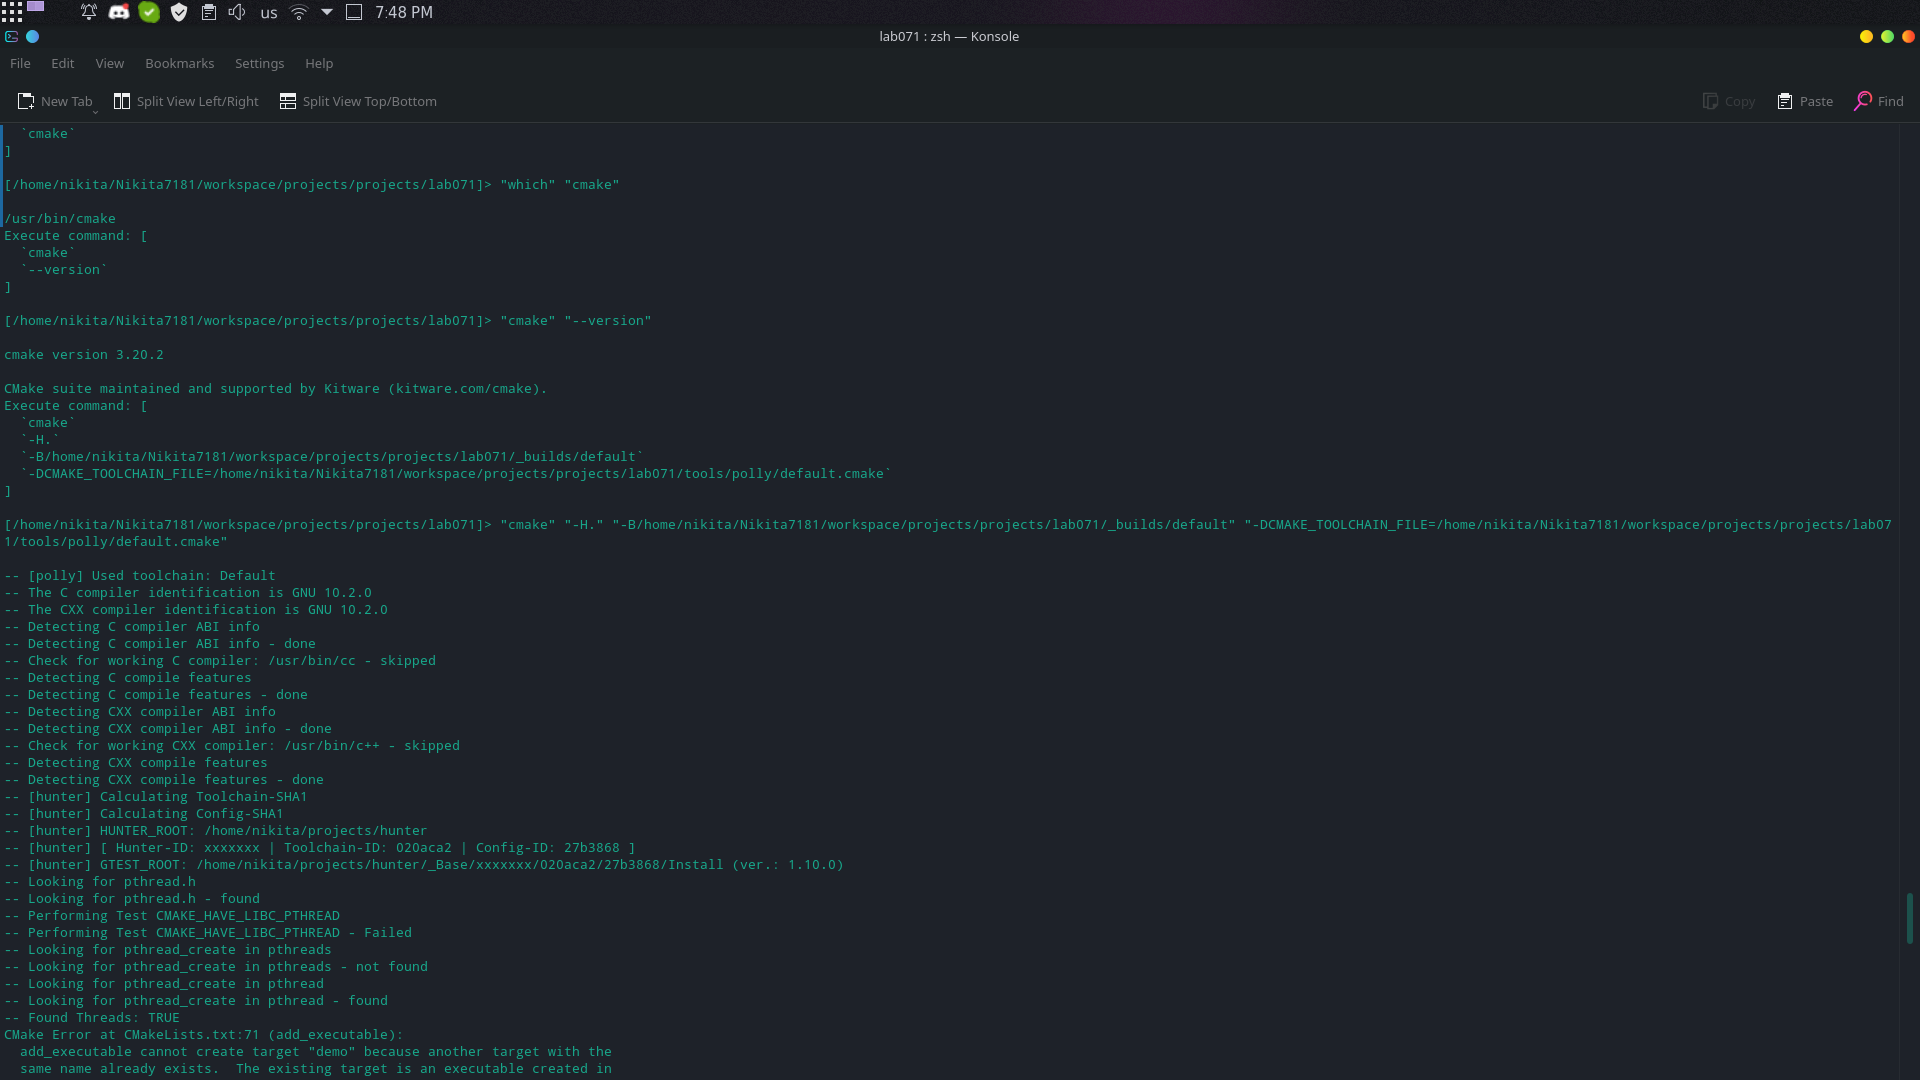 us
7:48 PM
lab071 : zsh — Konsole
File Edit View Bookmarks Settings Help
New Tab Split View Left/Right Split View Top/Bottom Copy Paste Find
`cmake`
]
[/home/nikita/Nikita7181/workspace/projects/projects/lab071]> "which" "cmake"
/usr/bin/cmake
Execute command: [
`cmake`
`--version`
]
[/home/nikita/Nikita7181/workspace/projects/projects/lab071]> "cmake" "--version"
cmake version 3.20.2
CMake suite maintained and supported by Kitware (kitware.com/cmake).
Execute command: [
`cmake`
`-H.`
`-B/home/nikita/Nikita7181/workspace/projects/projects/lab071/_builds/default`
`-DCMAKE_TOOLCHAIN_FILE=/home/nikita/Nikita7181/workspace/projects/projects/lab071/tools/polly/default.cmake`
]
[/home/nikita/Nikita7181/workspace/projects/projects/lab071]> "cmake" "-H." "-B/home/nikita/Nikita7181/workspace/projects/projects/lab071/_builds/default" "-DCMAKE_TOOLCHAIN_FILE=/home/nikita/Nikita7181/workspace/projects/projects/lab07
1/tools/polly/default.cmake"
-- [polly] Used toolchain: Default
-- The C compiler identification is GNU 10.2.0
-- The CXX compiler identification is GNU 10.2.0
-- Detecting C compiler ABI info
-- Detecting C compiler ABI info - done
-- Check for working C compiler: /usr/bin/cc - skipped
-- Detecting C compile features
-- Detecting C compile features - done
-- Detecting CXX compiler ABI info
-- Detecting CXX compiler ABI info - done
-- Check for working CXX compiler: /usr/bin/c++ - skipped
-- Detecting CXX compile features
-- Detecting CXX compile features - done
-- [hunter] Calculating Toolchain-SHA1
-- [hunter] Calculating Config-SHA1
-- [hunter] HUNTER_ROOT: /home/nikita/projects/hunter
-- [hunter] [ Hunter-ID: xxxxxxx | Toolchain-ID: 020aca2 | Config-ID: 27b3868 ]
-- [hunter] GTEST_ROOT: /home/nikita/projects/hunter/_Base/xxxxxxx/020aca2/27b3868/Install (ver.: 1.10.0)
-- Looking for pthread.h
-- Looking for pthread.h - found
-- Performing Test CMAKE_HAVE_LIBC_PTHREAD
-- Performing Test CMAKE_HAVE_LIBC_PTHREAD - Failed
-- Looking for pthread_create in pthreads
-- Looking for pthread_create in pthreads - not found
-- Looking for pthread_create in pthread
-- Looking for pthread_create in pthread - found
-- Found Threads: TRUE
CMake Error at CMakeLists.txt:71 (add_executable):
add_executable cannot create target "demo" because another target with the
same name already exists.  The existing target is an executable created in